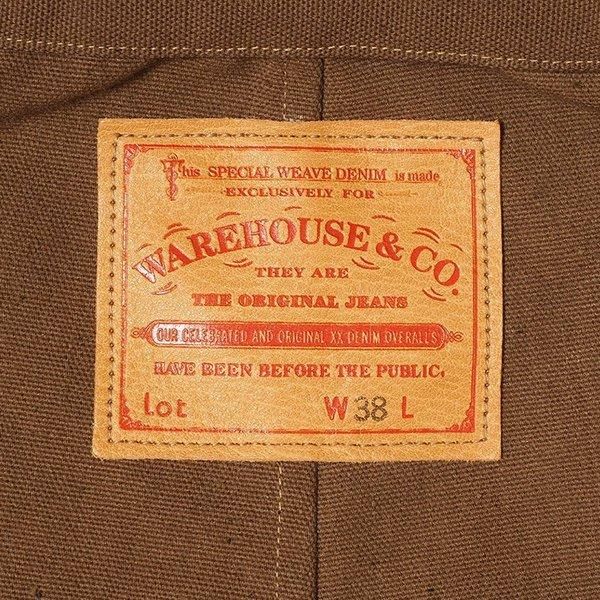 This SPECIAL WEAVE DENIM is made
EXCLUSIVELY FOR
WAREHOUSE & CO.
THEY ARE
THE ORIGINAL JEANS
OUR CELEBRATED AND ORIGINAL XX DENIM OVERALLS
HAVE BEEN BEFORE THE PUBLIC.
Lot W 38 L